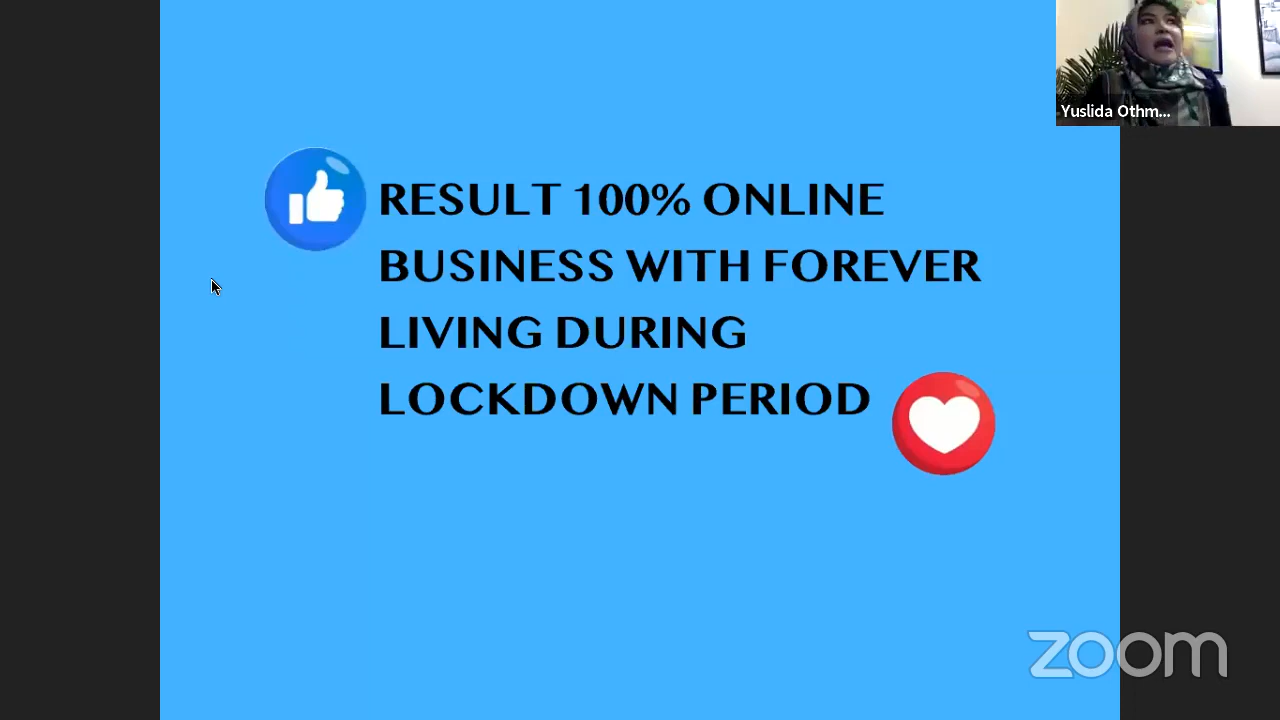 Yuslida Othm...
RESULT 100% ONLINE
BUSINESS WITH FOREVER
LIVING DURING
LOCKDOWN PERIOD
zoom